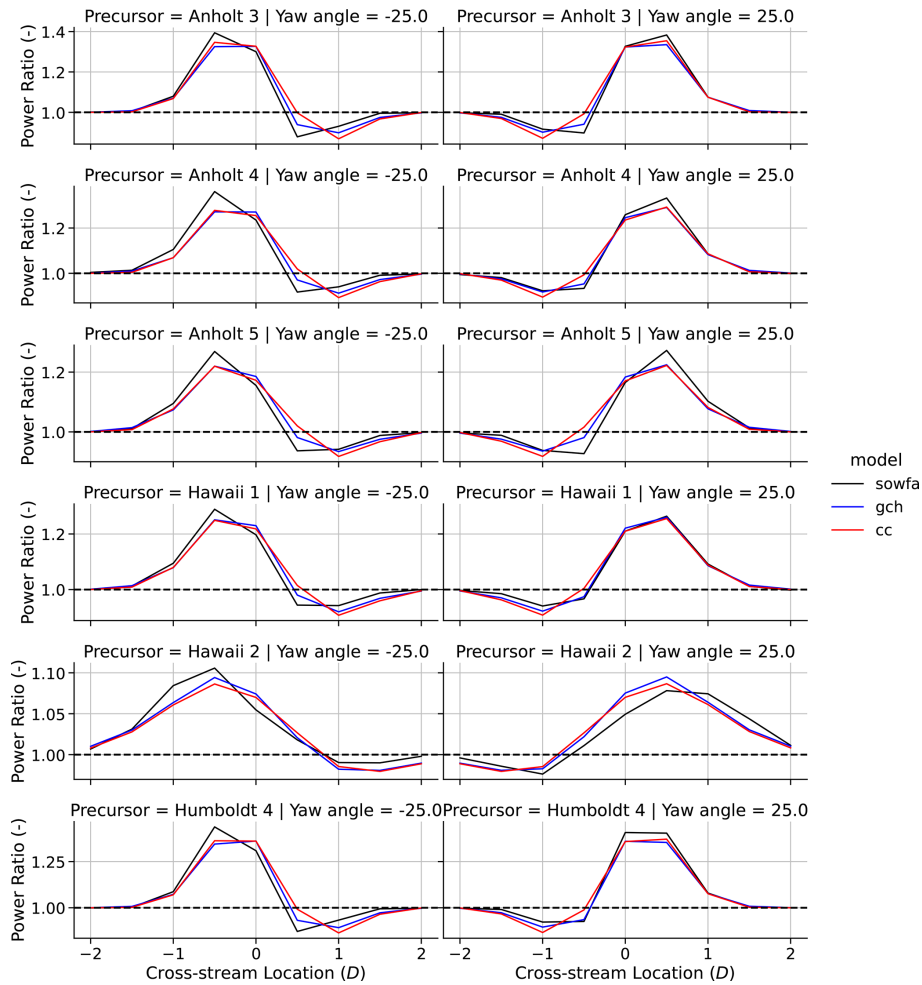 Precursor = Anholt 3 | Yaw angle = -25.0
Precursor = Anholt 3 | Yaw angle = 25.0
Power Ratio (-)
1.4
1.2
1.0
Precursor = Anholt 4 | Yaw angle = -25.0
Precursor = Anholt 4 | Yaw angle = 25.0
Power Ratio (-)
1.2
1.0
Precursor = Anholt 5 | Yaw angle = -25.0
Precursor = Anholt 5 | Yaw angle = 25.0
Power Ratio (-)
1.2
1.0
model
sowfa
gch
cc
Precursor = Hawaii 1 | Yaw angle = -25.0
Precursor = Hawaii 1 | Yaw angle = 25.0
Power Ratio (-)
1.2
1.0
Precursor = Hawaii 2 | Yaw angle = -25.0
Precursor = Hawaii 2 | Yaw angle = 25.0
Power Ratio (-)
1.10
1.05
1.00
Precursor = Humboldt 4 | Yaw angle = -25.0
Precursor = Humboldt 4 | Yaw angle = 25.0
Power Ratio (-)
1.25
1.00
−2 −1 0 1 2
−2 −1 0 1 2
Cross-stream Location (D)
Cross-stream Location (D)